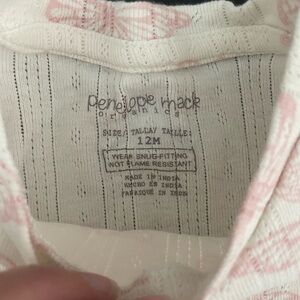 penelope mack
organics
SIZE/ TALLA/ TAILLE:
12M
WEAR SNUG-FITTING
NOT FLAME RESISTANT
MADE IN INDIA
HECHO EN INDIA
FABRIQUE IN INDE